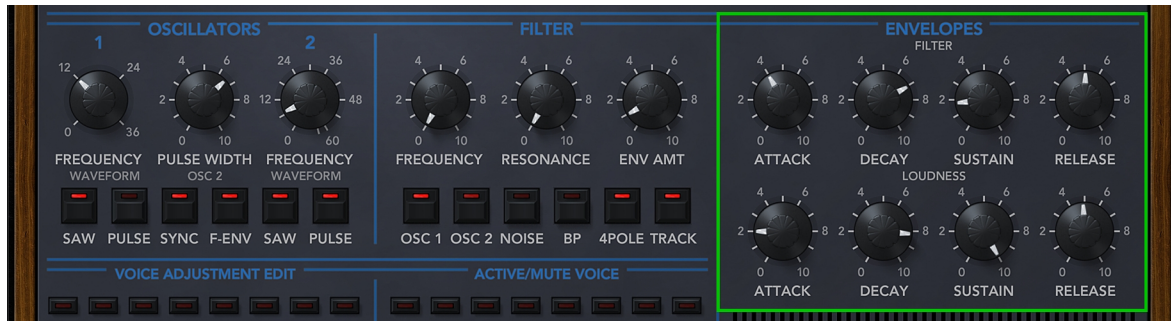 OSCILLATORS FILTER ENVELOPES
1 2 FILTER
12 24 4 6 24 36 4 6 4 6 4 6 4 6 4 6 4 6 4 6
2 8 12 48 2 8 2 8 2 8 2 8 2 8 2 8 2 8
0 36 0 10 0 60 0 10 0 10 0 10 0 10 0 10 0 10 0 10
FREQUENCY PULSE WIDTH FREQUENCY FREQUENCY RESONANCE ENV AMT ATTACK DECAY SUSTAIN RELEASE
WAVEFORM OSC 2 WAVEFORM LOUDNESS
4 6 4 6 4 6 4 6
SAW PULSE SYNC F-ENV SAW PULSE OSC 1 OSC 2 NOISE BP 4POLE TRACK 2 8 2 8 2 8 2 8
0 10 0 10 0 10 0 10
VOICE ADJUSTMENT EDIT ACTIVE/MUTE VOICE ATTACK DECAY SUSTAIN RELEASE